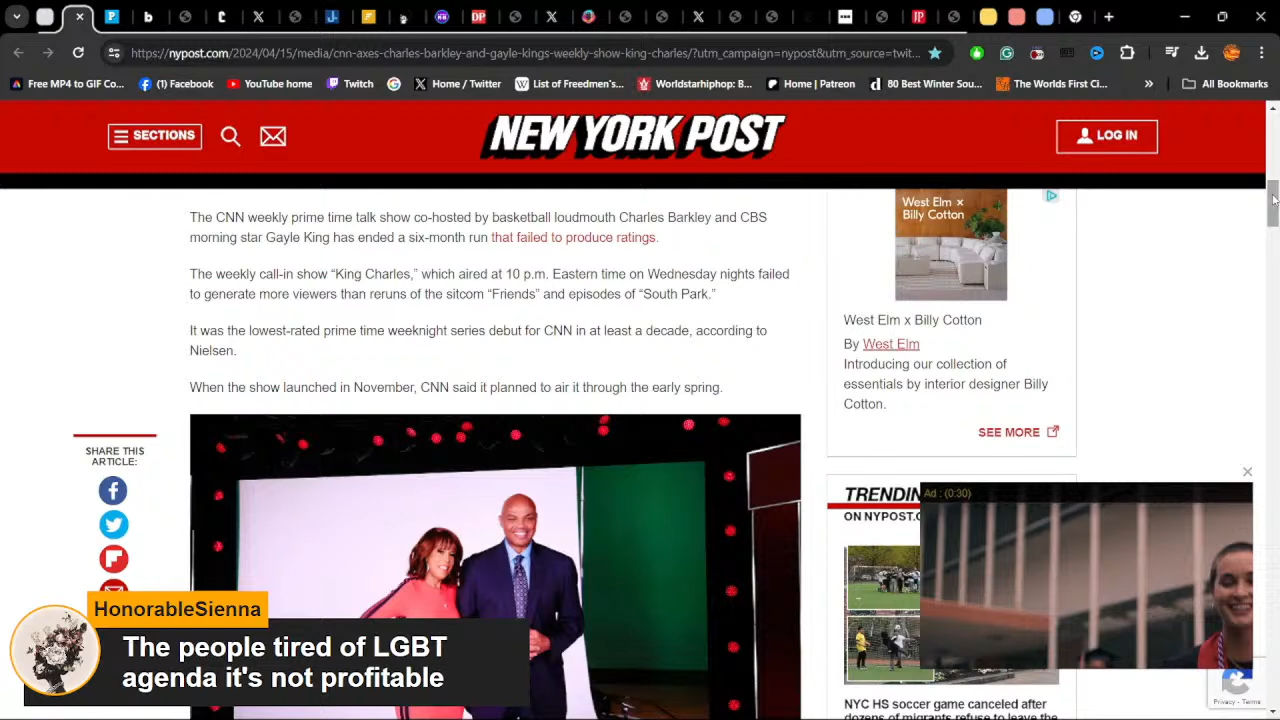 https://nypost.com/2024/04/15/media/cnn-axes-charles-barkley-and-gayle-kings-weekly-show-king-charles/?utm_campaign=nypost&utm_source=twit...
Free MP4 to GIF Co...
(1) Facebook
YouTube home
Twitch
Home / Twitter
List of Freedmen's...
Worldstarhiphop: B...
Home | Patreon
80 Best Winter Sou...
The Worlds First Ci...
»
All Bookmarks
SECTIONS
NEW YORK POST
LOG IN
The CNN weekly prime time talk show co-hosted by basketball loudmouth Charles Barkley and CBS
morning star Gayle King has ended a six-month run that failed to produce ratings.
The weekly call-in show “King Charles,” which aired at 10 p.m. Eastern time on Wednesday nights failed
to generate more viewers than reruns of the sitcom “Friends” and episodes of “South Park.”
It was the lowest-rated prime time weeknight series debut for CNN in at least a decade, according to
Nielsen.
When the show launched in November, CNN said it planned to air it through the early spring.
SHARE THIS
ARTICLE:
West Elm x
Billy Cotton
West Elm x Billy Cotton
By West Elm
Introducing our collection of
essentials by interior designer Billy
Cotton.
SEE MORE
TRENDIN
ON NYPOST.C
Ad : (0:30)
NYC HS soccer game canceled after
dozens of migrants refuse to leave the
Privacy - Terms
HonorableSienna
The people tired of LGBT
agenda it's not profitable